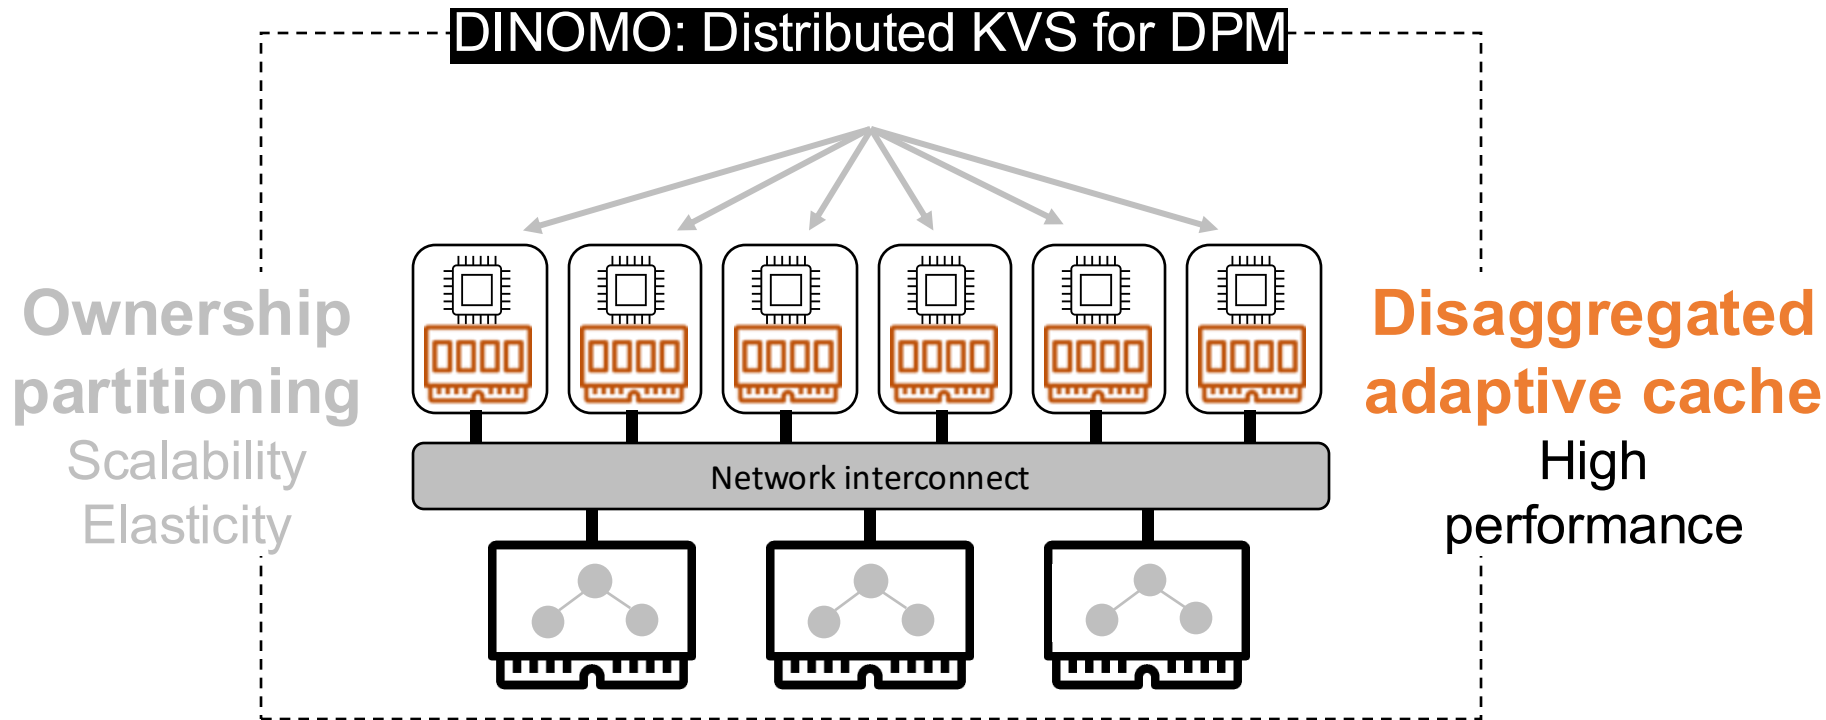 DINOMO: Distributed KVS for DPM
Ownership
partitioning
Scalability
Elasticity
Network interconnect
Disaggregated
adaptive cache
High
performance